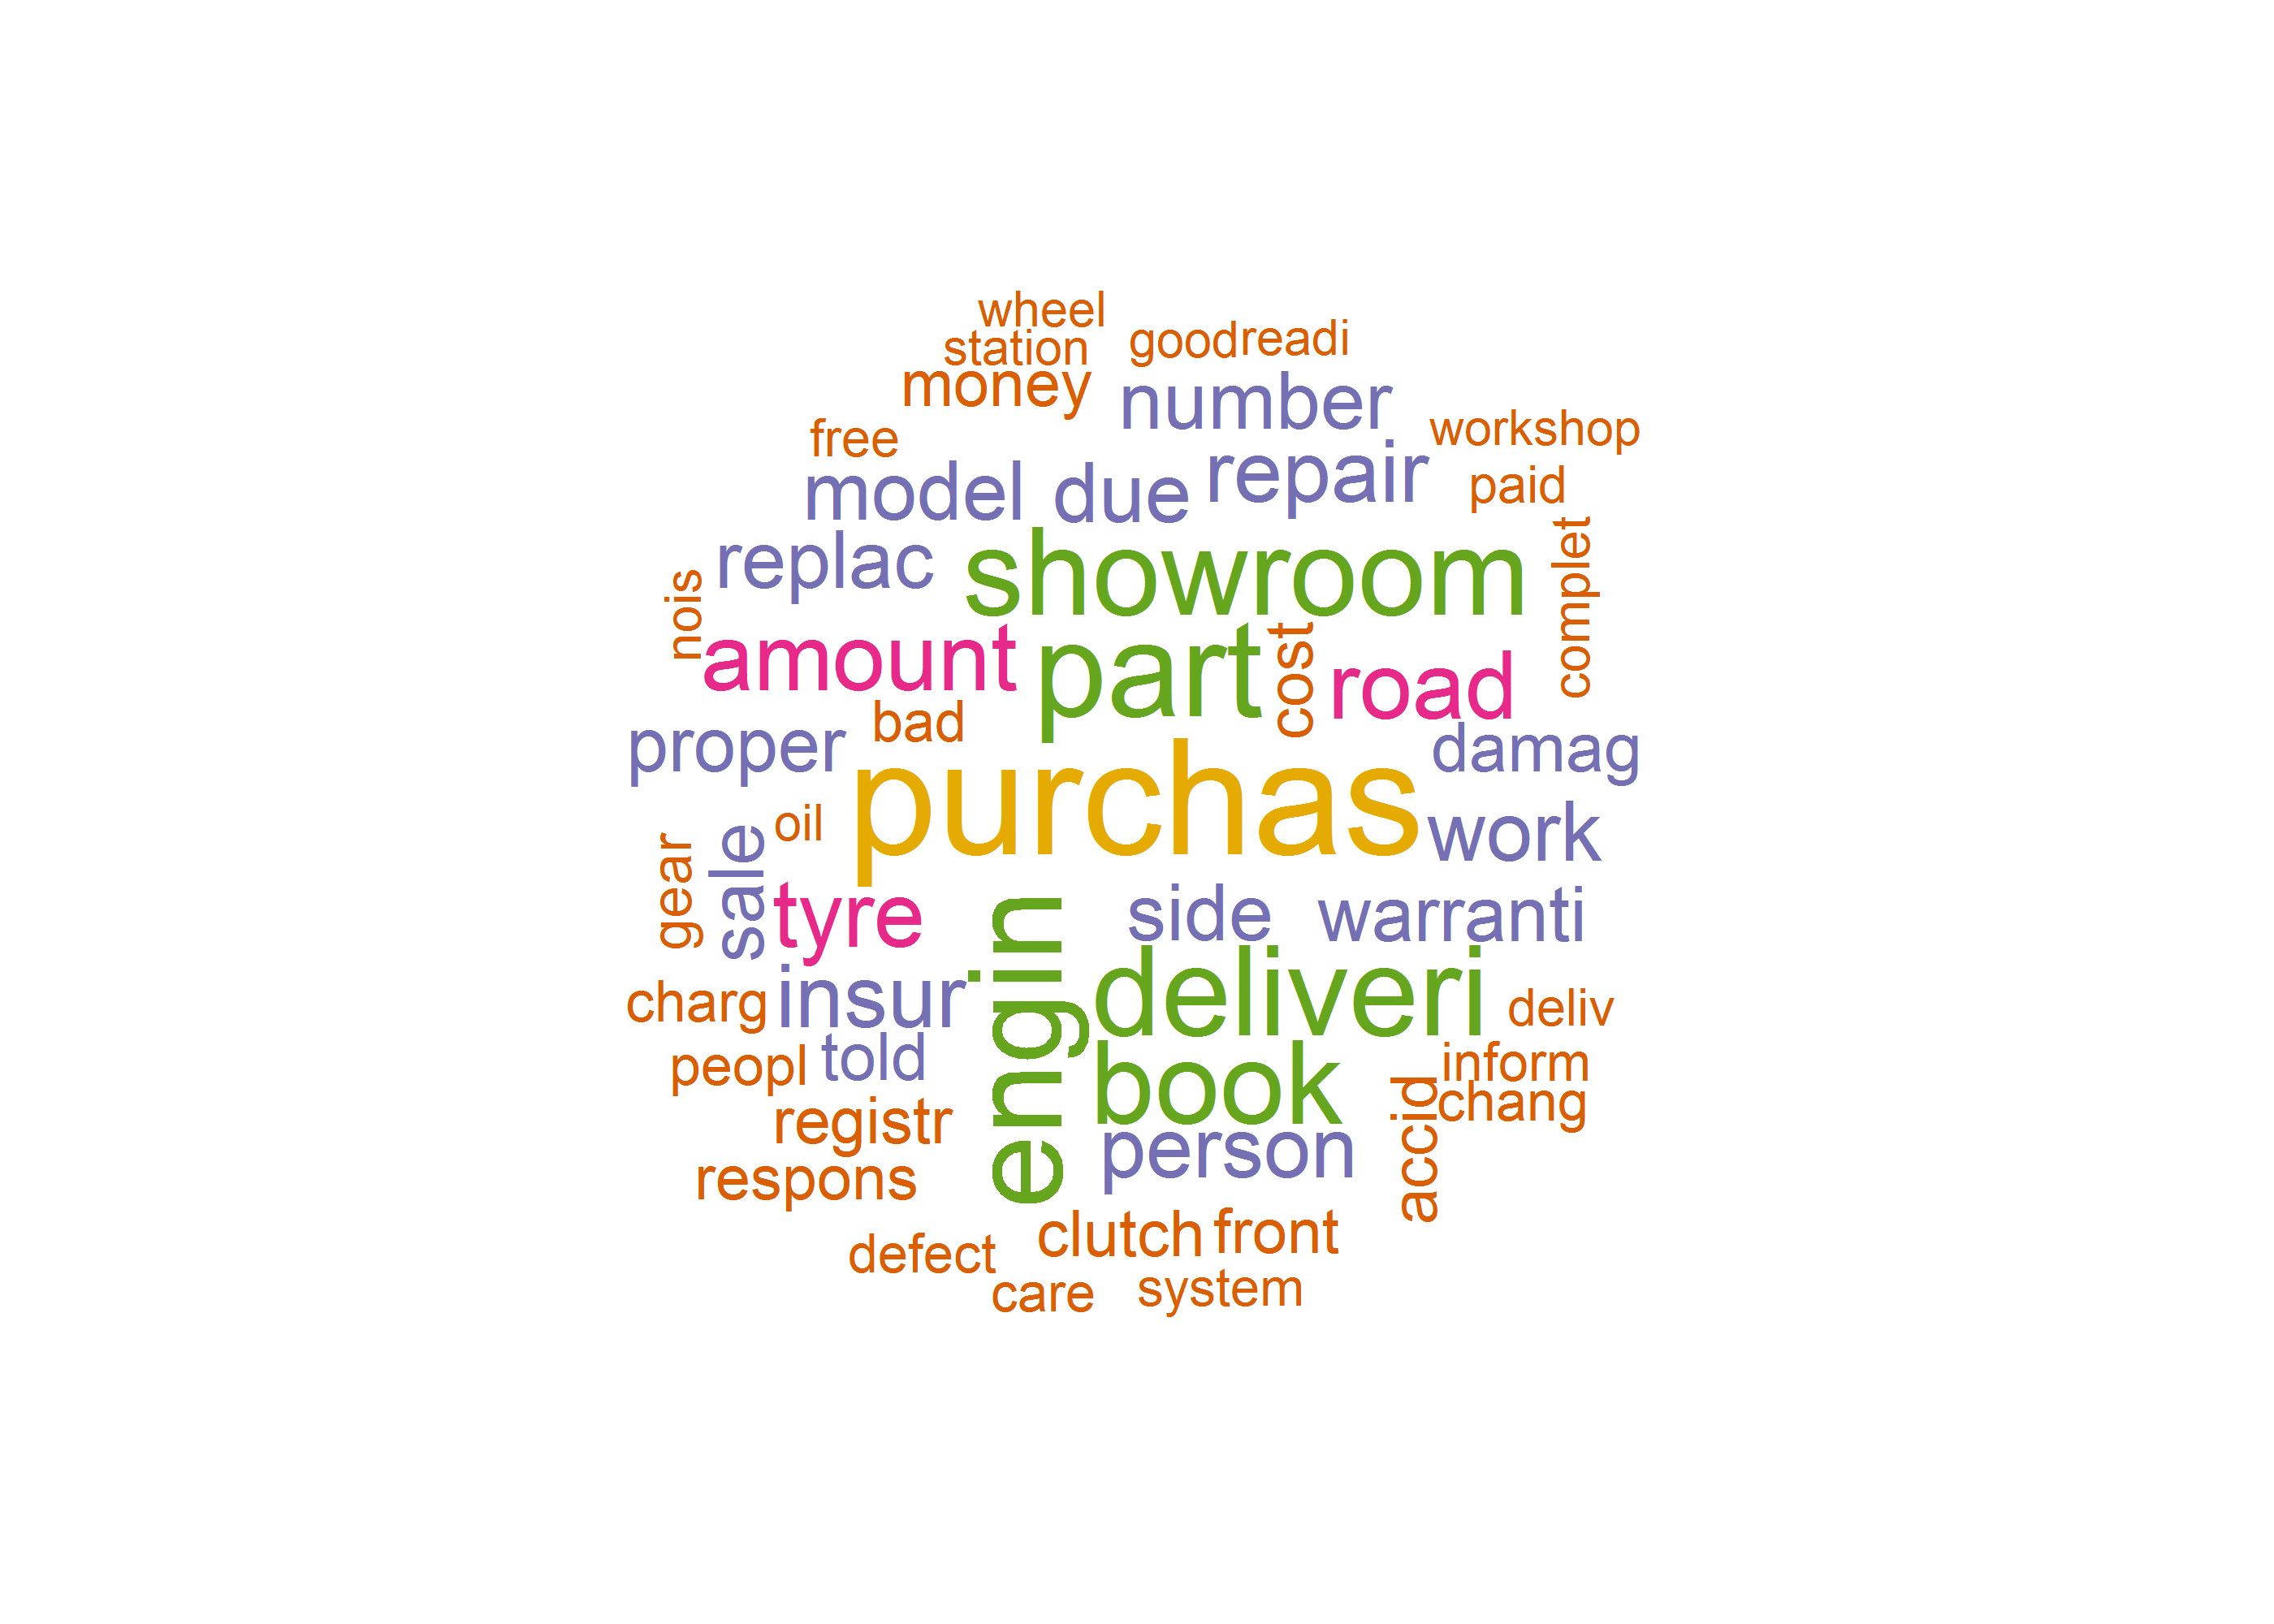 wheel
station
goodreadi
money
number
free
workshop
model due repair
paid
replac
showroom
complet
nois
amount
part
cost
road
bad
proper
damag
purchas
oil
work
gear
sale
tyre
side
warranti
engin
deliveri
charg
insur
deliv
peopl
told
book
inform
chang
accid
registr
person
respons
clutch
front
defect
care
system